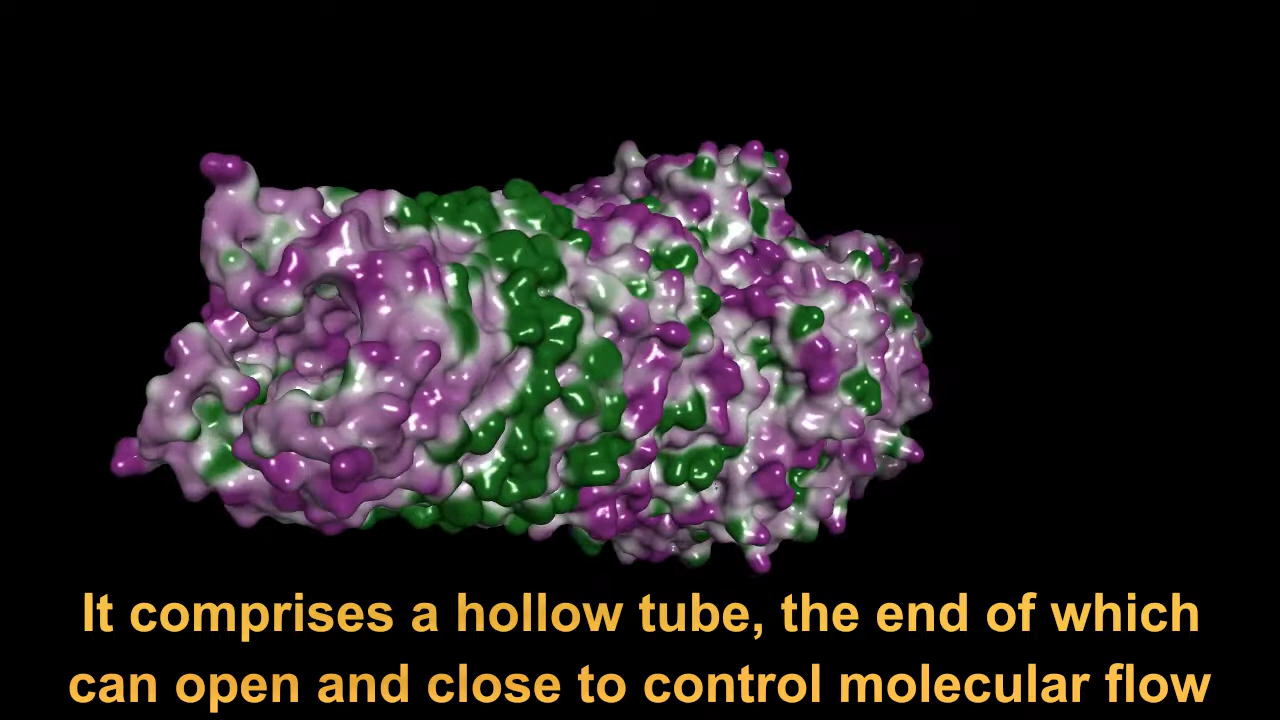 It comprises a hollow tube, the end of which
can open and close to control molecular flow